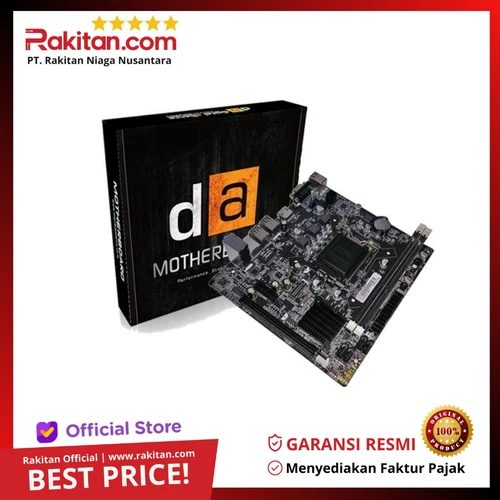 Rakitan.com
PT. Rakitan Niaga Nusantara
da
MOTHERBOARD
Performance.
Official Store
Rakitan Official | www.rakitan.com
BEST PRICE!
GARANSI RESMI
Menyediakan Faktur Pajak
ORIGINAL
100%
PRODUCT